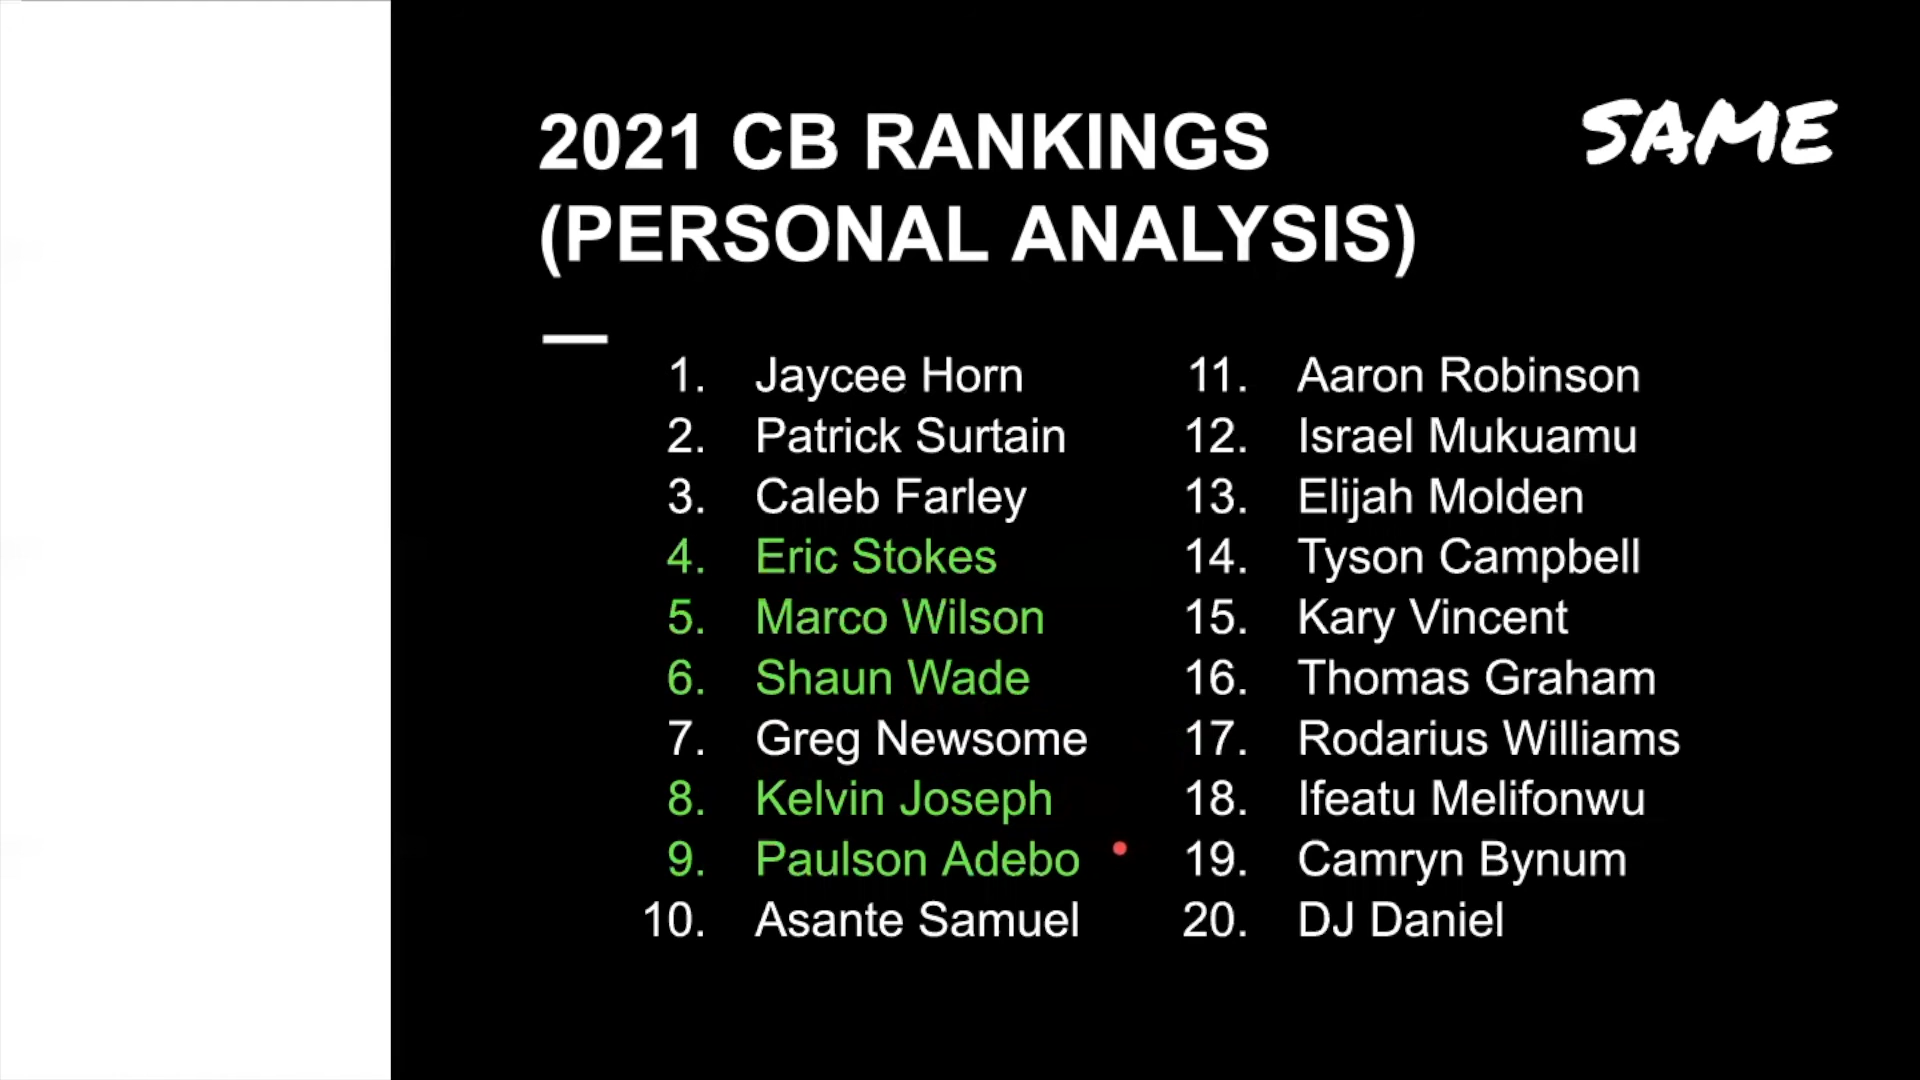 2021 CB RANKINGS
(PERSONAL ANALYSIS)
SAME
1. Jaycee Horn
2. Patrick Surtain
3. Caleb Farley
4. Eric Stokes
5. Marco Wilson
6. Shaun Wade
7. Greg Newsome
8. Kelvin Joseph
9. Paulson Adebo
10. Asante Samuel
11. Aaron Robinson
12. Israel Mukuamu
13. Elijah Molden
14. Tyson Campbell
15. Kary Vincent
16. Thomas Graham
17. Rodarius Williams
18. Ifeatu Melifonwu
19. Camryn Bynum
20. DJ Daniel